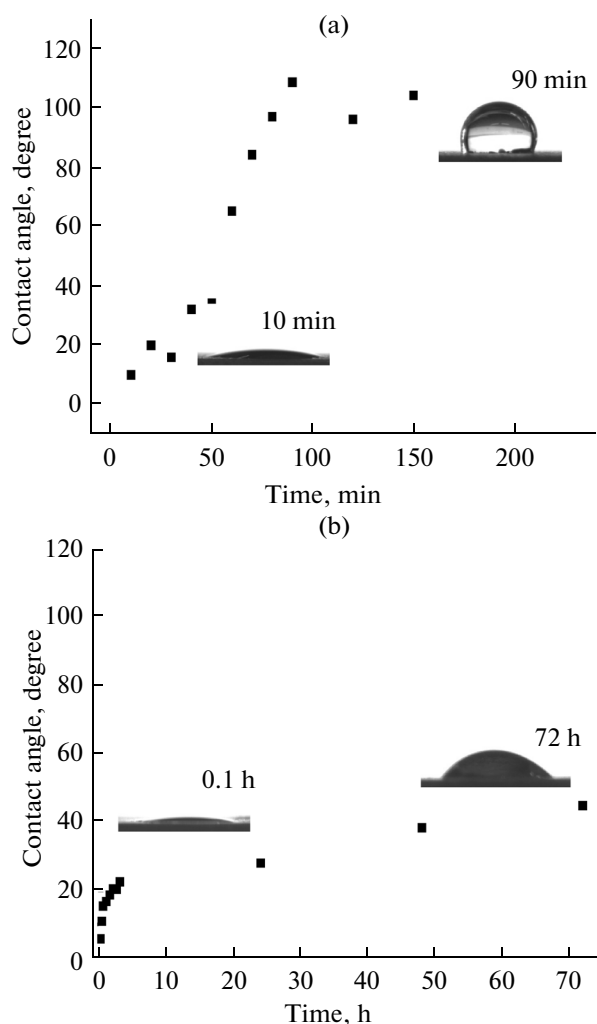 (a)
Contact angle, degree
120
100
80
60
40
20
0
90 min
10 min
0 50 100 150 200
Time, min
(b)
Contact angle, degree
120
100
80
60
40
20
0
0.1 h
72 h
0 10 20 30 40 50 60 70
Time, h